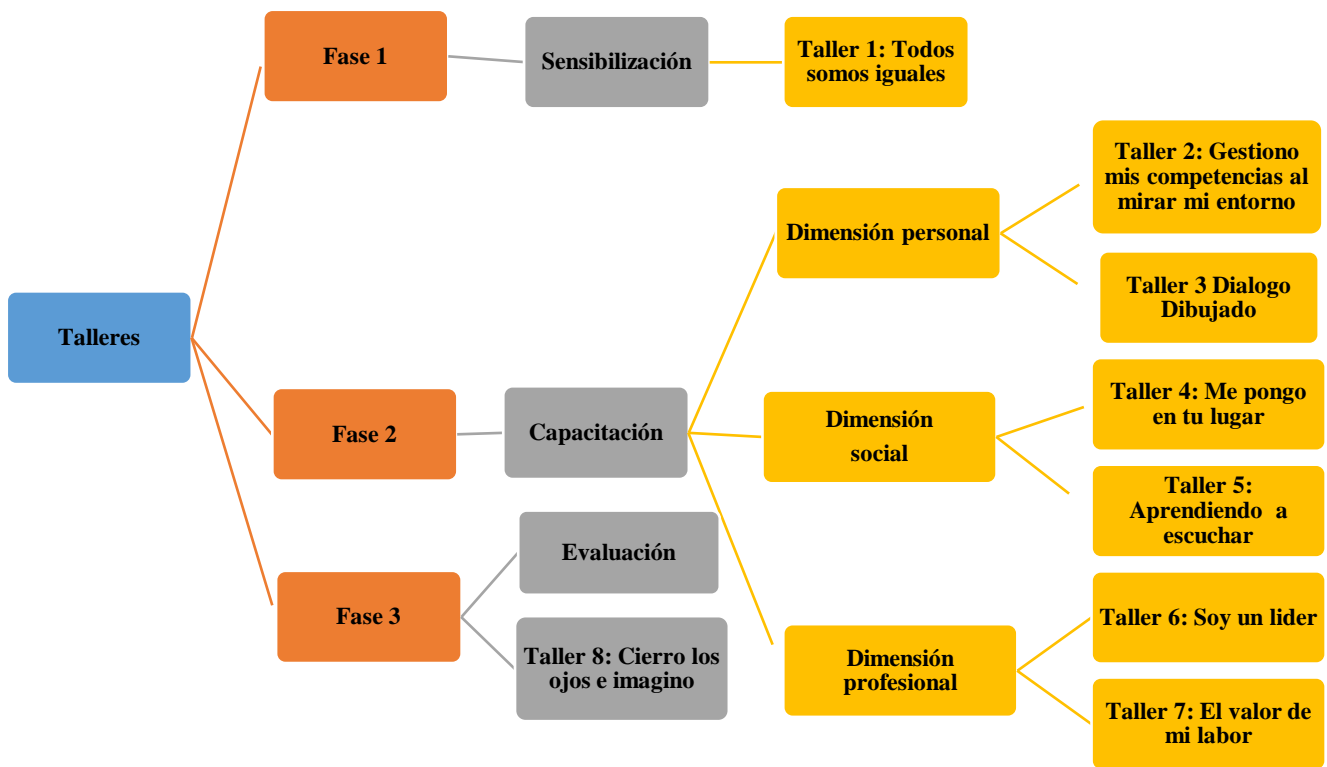 Talleres
Fase 1
Sensibilización
Taller 1: Todos
somos iguales
Fase 2
Capacitación
Dimensión personal
Taller 2: Gestiono
mis competencias al
mirar mi entorno
Taller 3 Dialogo
Dibujado
Dimensión
social
Taller 4: Me pongo
en tu lugar
Taller 5:
Aprendiendo a
escuchar
Dimensión
profesional
Taller 6: Soy un lider
Taller 7: El valor de
mi labor
Fase 3
Evaluación
Taller 8: Cierro los
ojos e imagino